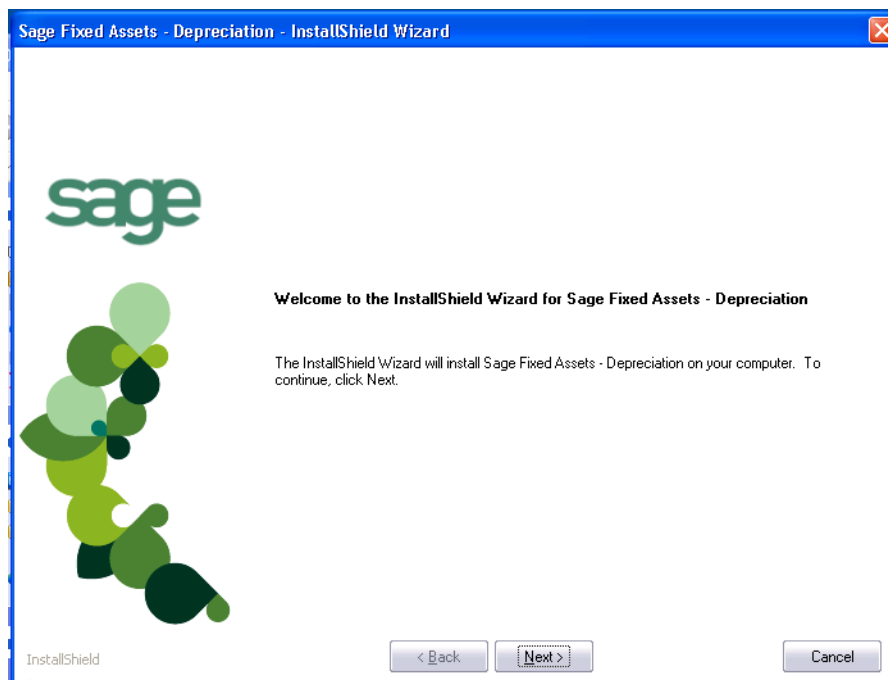 Sage Fixed Assets - Depreciation - InstallShield Wizard
sage
Welcome to the InstallShield Wizard for Sage Fixed Assets - Depreciation
The InstallShield Wizard will install Sage Fixed Assets - Depreciation on your computer. To
continue, click Next.
InstallShield
< Back
Next >
Cancel